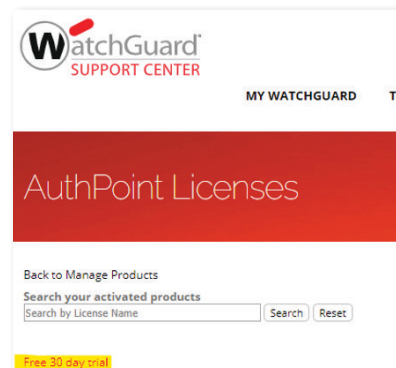 WatchGuard
SUPPORT CENTER
MY WATCHGUARD T
AuthPoint Licenses
Back to Manage Products
Search your activated products
Search by License Name Search Reset
Free 30 day trial